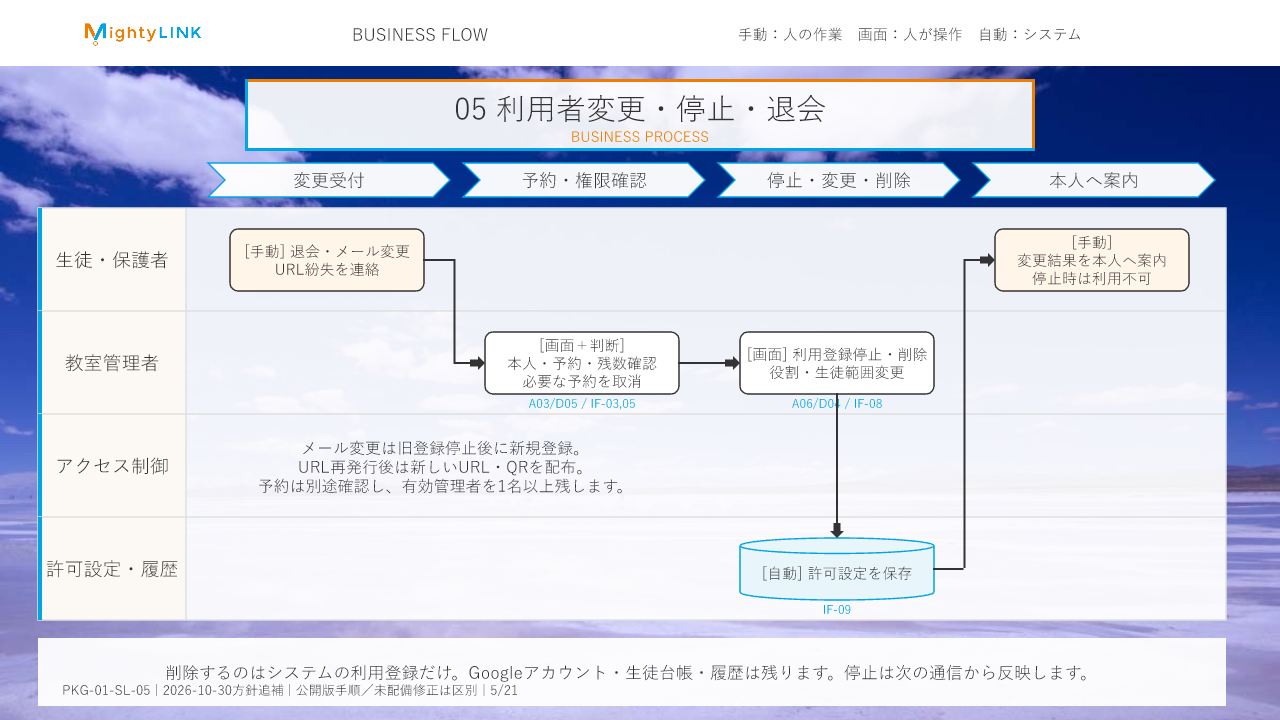 MightyLINK
BUSINESS FLOW
手動：人の作業　画面：人が操作　自動：システム
05 利用者変更・停止・退会
BUSINESS PROCESS
変更受付
予約・権限確認
停止・変更・削除
本人へ案内
生徒・保護者
[手動] 退会・メール変更
URL紛失を連絡
[手動]
変更結果を本人へ案内
停止時は利用不可
教室管理者
[画面＋判断]
本人・予約・残数確認
必要な予約を取消
A03/D05 / IF-03,05
[画面] 利用登録停止・削除
役割・生徒範囲変更
A06/D04 / IF-08
アクセス制御
メール変更は旧登録停止後に新規登録。
URL再発行後は新しいURL・QRを配布。
予約は別途確認し、有効管理者を1名以上残します。
許可設定・履歴
[自動] 許可設定を保存
IF-09
削除するのはシステムの利用登録だけ。Googleアカウント・生徒台帳・履歴は残ります。停止は次の通信から反映します。
PKG-01-SL-05｜2026-10-30方針追補｜公開版手順／未配備修正は区別｜5/21